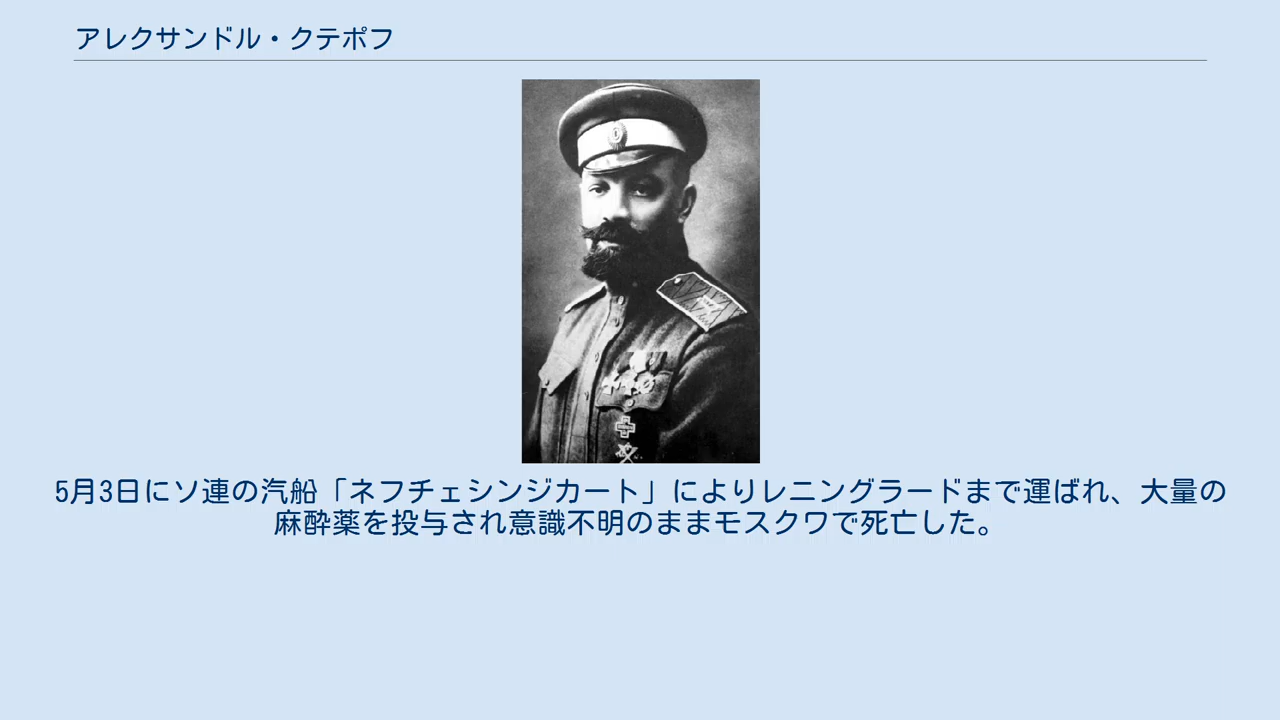 アレクサンドル・クテポフ
5月3日にソ連の汽船「ネフチェシンジカート」によりレニングラードまで運ばれ、大量の
麻酔薬を投与され意識不明のままモスクワで死亡した。